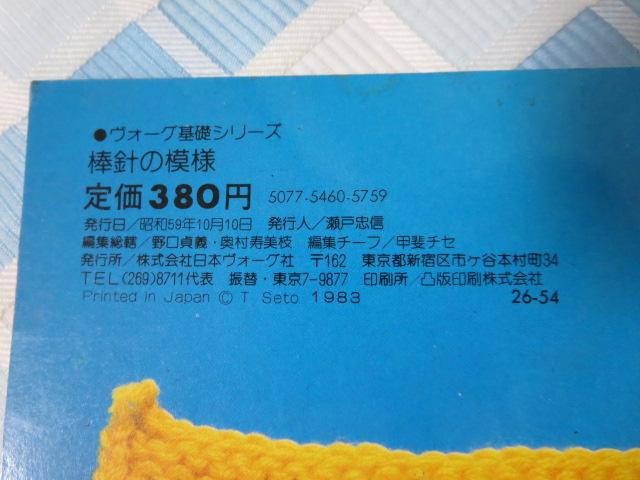 ●ヴォーグ基礎シリーズ
棒針の模様
定価380円 5077-5460-5759
発行日／昭和59年10月10日 発行人／瀬戸忠信
編集総轄／野口貞義・奥村寿美枝 編集チーフ／甲斐チセ
発行所／株式会社日本ヴォーグ社 〒162 東京都新宿区市ケ谷本村町34
TEL(269)8711代表 振替・東京7-9877 印刷所／凸版印刷株式会社
Printed in Japan © T. Seto 1983 26-54